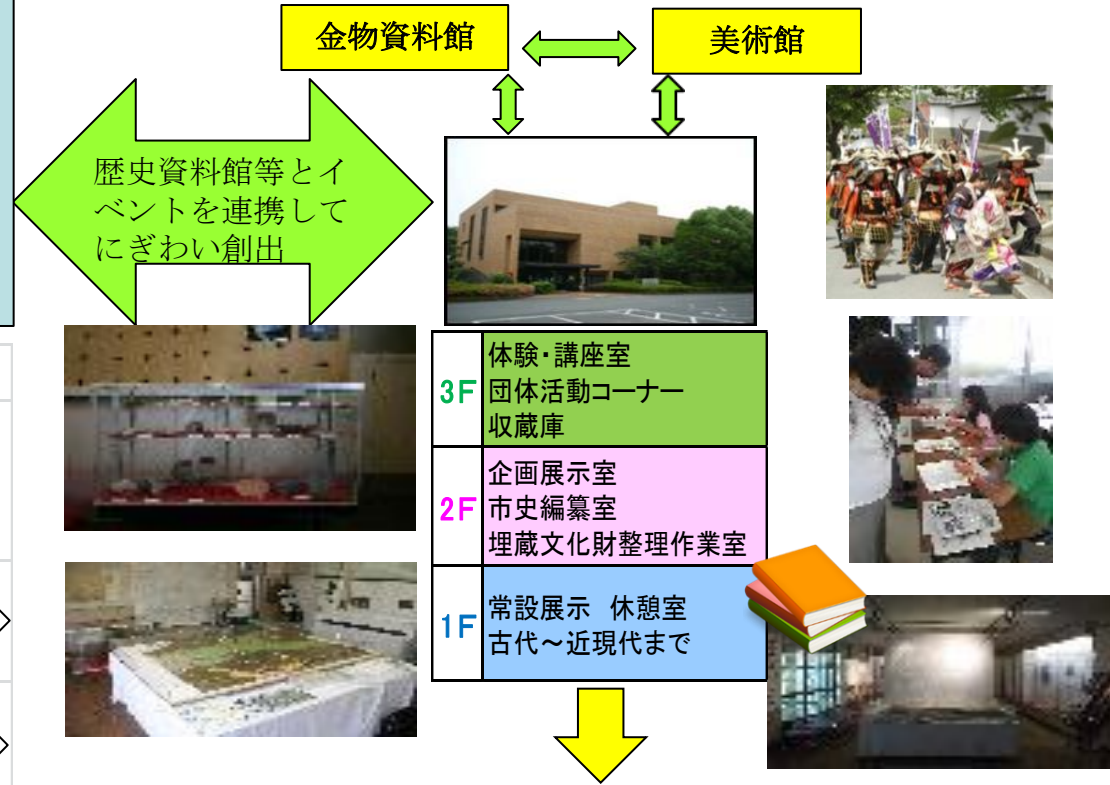 金物資料館
美術館
歴史資料館等とイ
ベントを連携して
にぎわい創出
3F
体験・講座室
団体活動コーナー
収蔵庫
2F
企画展示室
市史編纂室
埋蔵文化財整理作業室
1F
常設展示　休憩室
古代～近現代まで